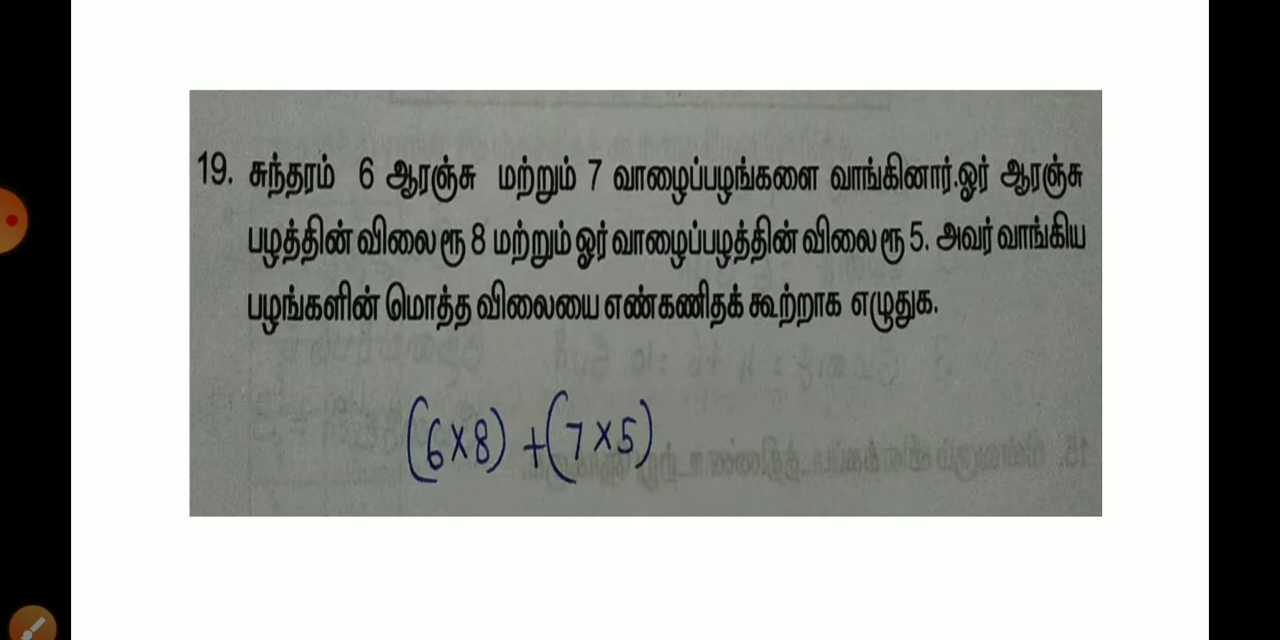 19. சுந்தரம் 6 ஆரஞ்சு மற்றும் 7 வாழைப்பழங்களை வாங்கினார்.ஓர் ஆரஞ்சு
பழத்தின் விலை ரூ 8 மற்றும் ஓர் வாழைப்பழத்தின் விலை ரூ 5. அவர் வாங்கிய
பழங்களின் மொத்த விலையை எண்கணிதக் கூற்றாக எழுதுக.
(6×8) +(7×5)